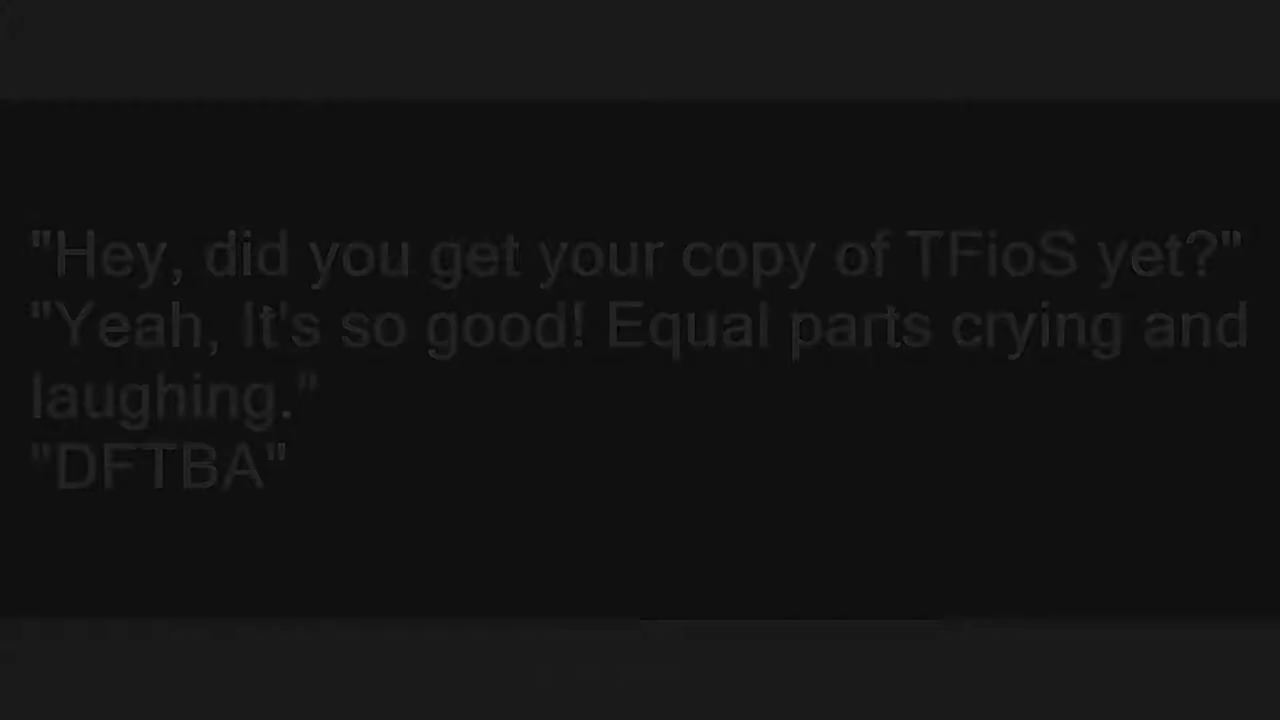 "Hey, did you get your copy of TFioS yet?"
"Yeah, It's so good! Equal parts crying and
laughing."
"DFTBA"